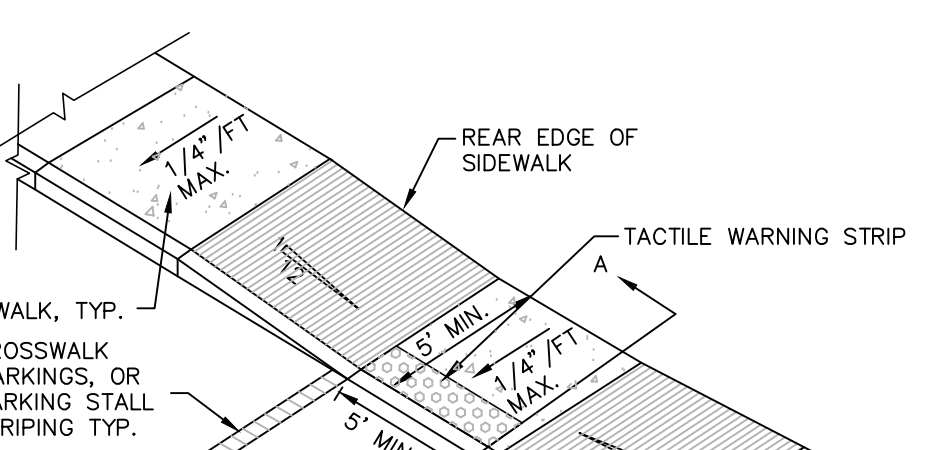 1/4" /FT
MAX.
REAR EDGE OF
SIDEWALK
TACTILE WARNING STRIP
A
1
12
5' MIN.
WALK, TYP.
1/4" /FT
MAX.
ROSSWALK
ARKINGS, OR
ARKING STALL
RIPING TYP.
5' MIN